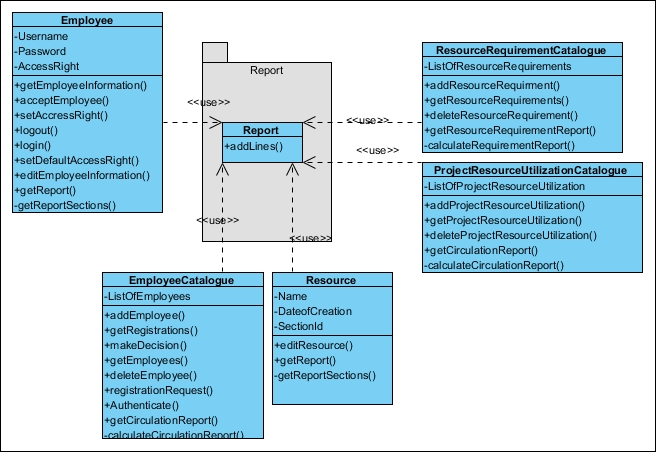 Employee
-Username
-Password
-AccessRight
+getEmployeeInformation()
+acceptEmployee()
+setAccressRight()
+logout()
+login()
+setDefaultAccessRight()
+editEmployeeInformation()
+getReport()
-getReportSections()
Report
<<use>>
Report
+addLines()
<<use>>
<<use>>
<<use>>
<<use>>
ResourceRequirementCatalogue
-ListOfResourceRequirements
+addResourceRequirment()
+getResourceRequirements()
+deleteResourceRequirement()
+getResourceRequirementReport()
-calculateRequirementReport()
ProjectResourceUtilizationCatalogue
-ListOfProjectResourceUtilization
+addProjectResourceUtilization()
+getProjectResourceUtilization()
+deleteProjectResourceUtilization()
+getCirculationReport()
-calculateCirculationReport()
EmployeeCatalogue
-ListOfEmployees
+addEmployee()
+getRegistrations()
+makeDecision()
+getEmployees()
+deleteEmployee()
+registrationRequest()
+Authenticate()
+getCirculationReport()
-calculateCirculationReport()
Resource
-Name
-DateofCreation
-SectionId
+editResource()
+getReport()
-getReportSections()